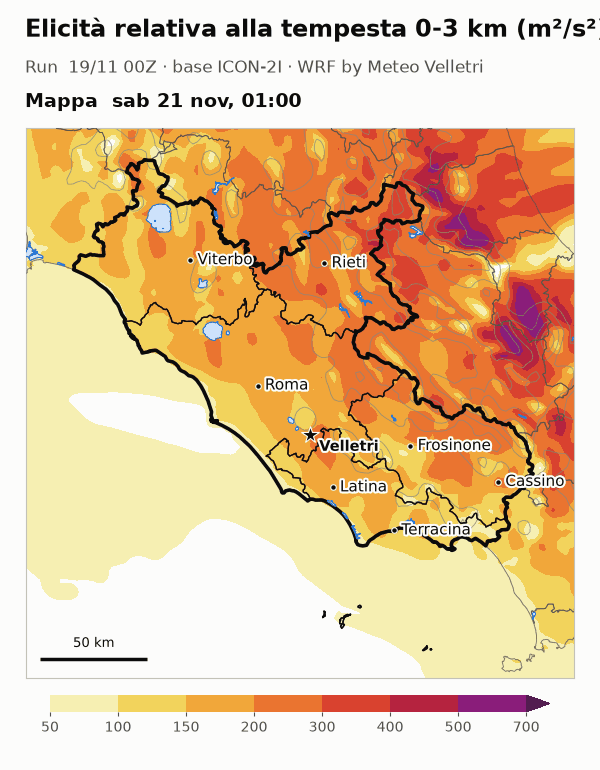 Elicità relativa alla tempesta 0-3 km (m²/s²)
Run 19/11 00Z · base ICON-2I · WRF by Meteo Velletri
Mappa sab 21 nov, 01:00
Viterbo
Rieti
Roma
Velletri
Frosinone
Cassino
Latina
Terracina
50 km
50 100 150 200 300 400 500 700